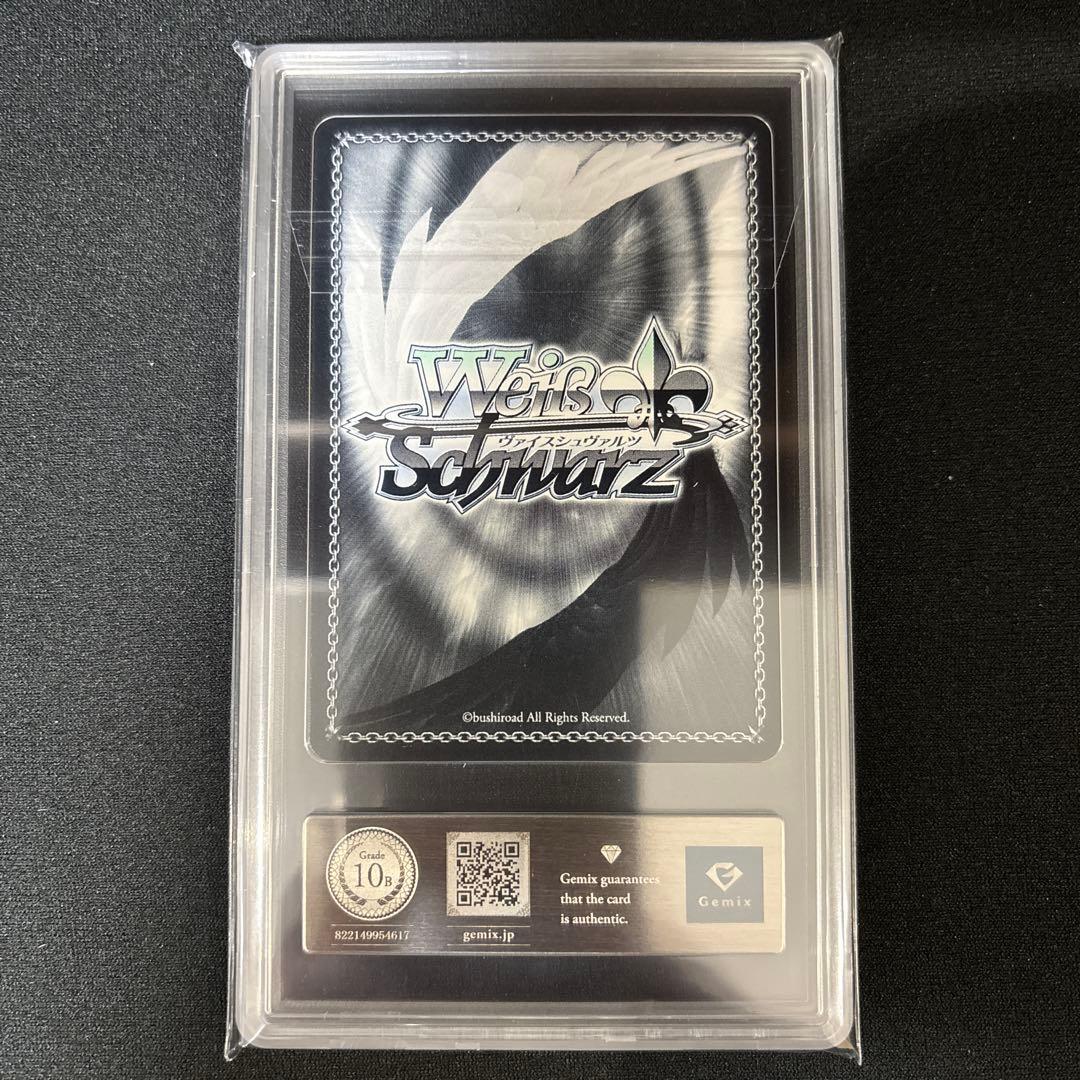 Weiß
ヴァイスシュヴァルツ
Schwarz
©bushiroad All Rights Reserved.
Grade
10B
822149954617
gemix.jp
Gemix guarantees
that the card
is authentic.
Gemix